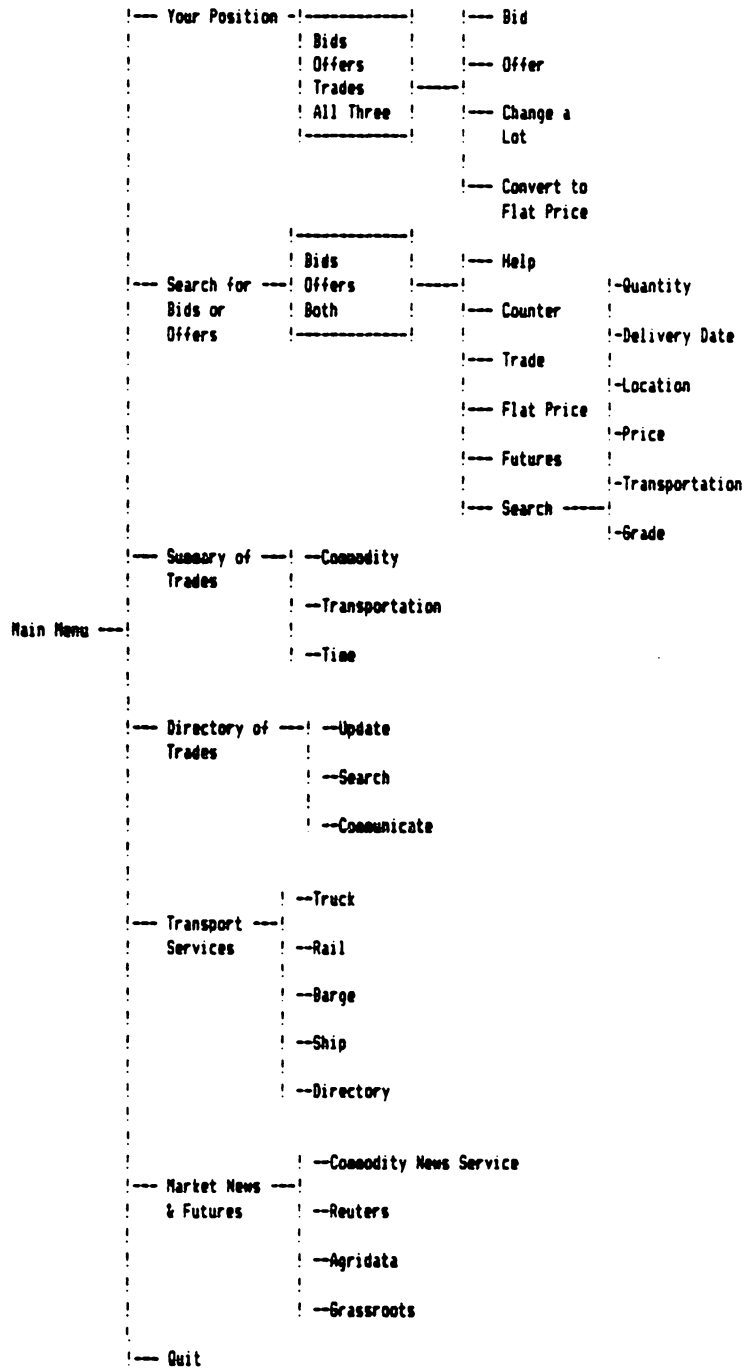 Your Position
Bids
Offers
Trades
All Three
Bid
Offer
Change a
Lot
Convert to
Flat Price
Search for
Bids or
Offers
Bids
Offers
Both
Help
Counter
Trade
Flat Price
Futures
Search
Quantity
Delivery Date
Location
Price
Transportation
Grade
Main Menu
Summary of
Trades
Commodity
Transportation
Time
Directory of
Trades
Update
Search
Communicate
Transport
Services
Truck
Rail
Barge
Ship
Directory
Market News
& Futures
Commodity News Service
Reuters
Agridata
Grassroots
Quit